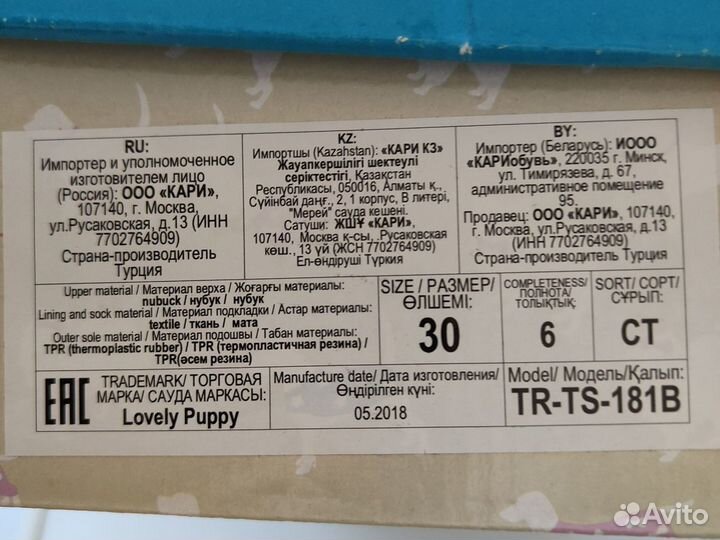 RU:
Импортер и уполномоченное
изготовителем лицо
(Россия): ООО «КАРИ»,
107140, г. Москва,
ул.Русаковская, д.13 (ИНН
7702764909)
Страна-производитель
Турция
KZ:
Импортшы (Kazahstan): «КАРИ КЗ»
Жауапкершілігі шектеулі
серіктестігі, Қазақстан
Республикасы, 050016, Алматы қ.,
Сүйінбай даңғ., 2, 1 корпус, В литері,
"Мерей" сауда кешені.
Сатушы: ЖШҰ «КАРИ»,
107140, Москва қ-сы, ,Русаковская
көш., 13 үй (ЖСН 7702764909)
Ел-өндіруші Туркия
BY:
Импортер (Беларусь): ИООО
«КАРИобувь», 220035 г. Минск,
ул. Тимирязева, д. 67,
административное помещение
95.
Продавец: ООО «КАРИ», 107140,
г. Москва, ул.Русаковская, д.13
(ИНН 7702764909)
Страна-производитель Турция
Upper material / Материал верха / Жоғарғы материалы:
nubuck / нубук / нубук
Lining and sock material / Материал подкладки / Астар материалы:
textile / ткань / мата
Outer sole material / Материал подошвы / Табан материалы:
TPR (thermoplastic rubber) / TPR (термопластичная резина) /
TPR(әсем резина)
SIZE / РАЗМЕР/
ӨЛШЕМІ:
30
COMPLETENESS/
ПОЛНОТА/
ТОЛЫҚТЫҚ:
6
SORT/ СОРТ/
СҰРЫП:
СТ
EAC
TRADEMARK/ ТОРГОВАЯ
МАРКА/ САУДА МАРКАСЫ:
Lovely Puppy
Manufacture date/ Дата изготовления/
Өңдірілген күні:
05.2018
Model/ Модель/Қалып:
TR-TS-181B
Avito